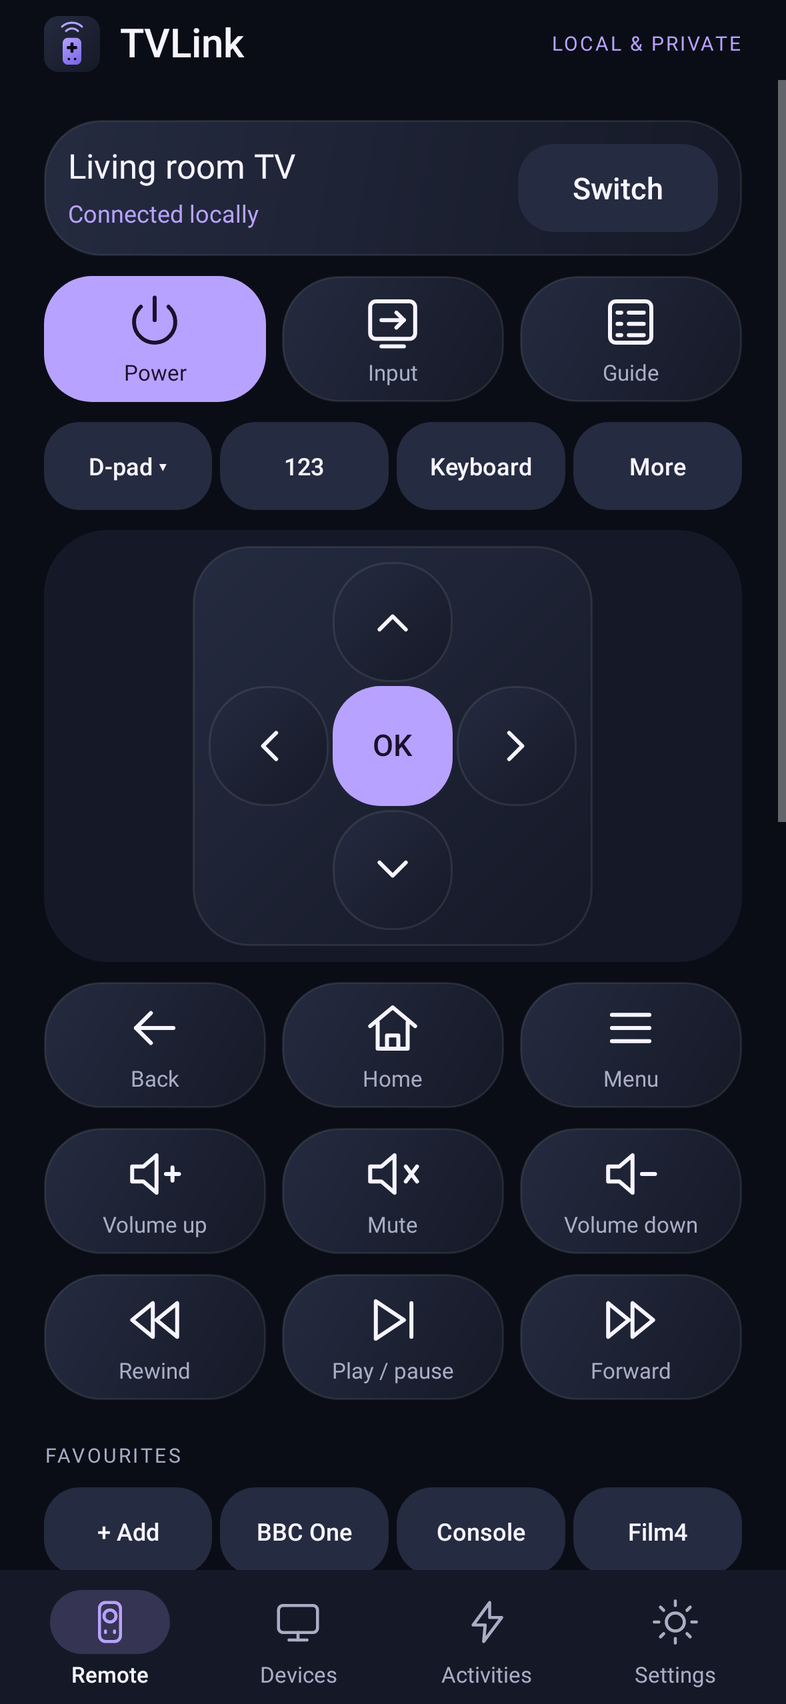 TVLink
LOCAL & PRIVATE
Living room TV
Connected locally
Switch
Power
Input
Guide
D-pad ▾
123
Keyboard
More
OK
Back
Home
Menu
Volume up
Mute
Volume down
Rewind
Play / pause
Forward
FAVOURITES
+ Add
BBC One
Console
Film4
Remote
Devices
Activities
Settings